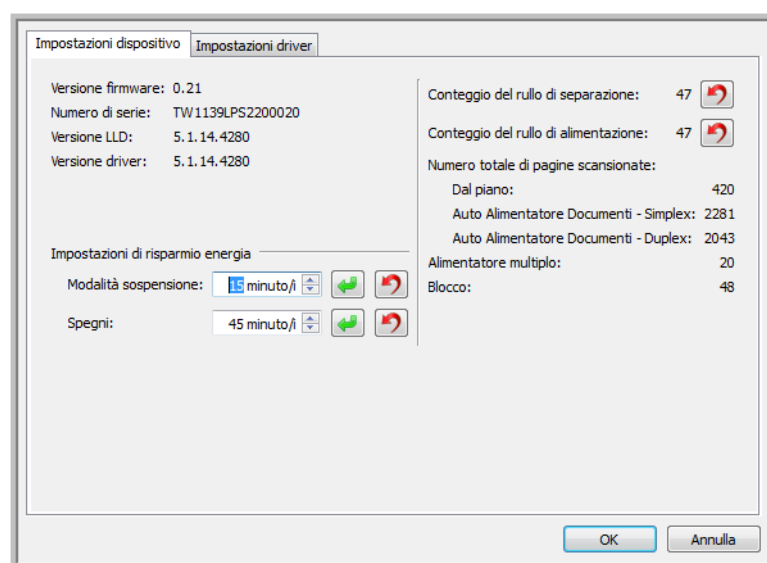 Impostazioni dispositivo
Impostazioni driver
Versione firmware: 0.21
Numero di serie: TW1139LPS2200020
Versione LLD: 5.1.14.4280
Versione driver: 5.1.14.4280
Impostazioni di risparmio energia
Modalità sospensione: 15 minuto/i
Spegni: 45 minuto/i
Conteggio del rullo di separazione: 47
Conteggio del rullo di alimentazione: 47
Numero totale di pagine scansionate:
Dal piano: 420
Auto Alimentatore Documenti - Simplex: 2281
Auto Alimentatore Documenti - Duplex: 2043
Alimentatore multiplo: 20
Blocco: 48
OK
Annulla